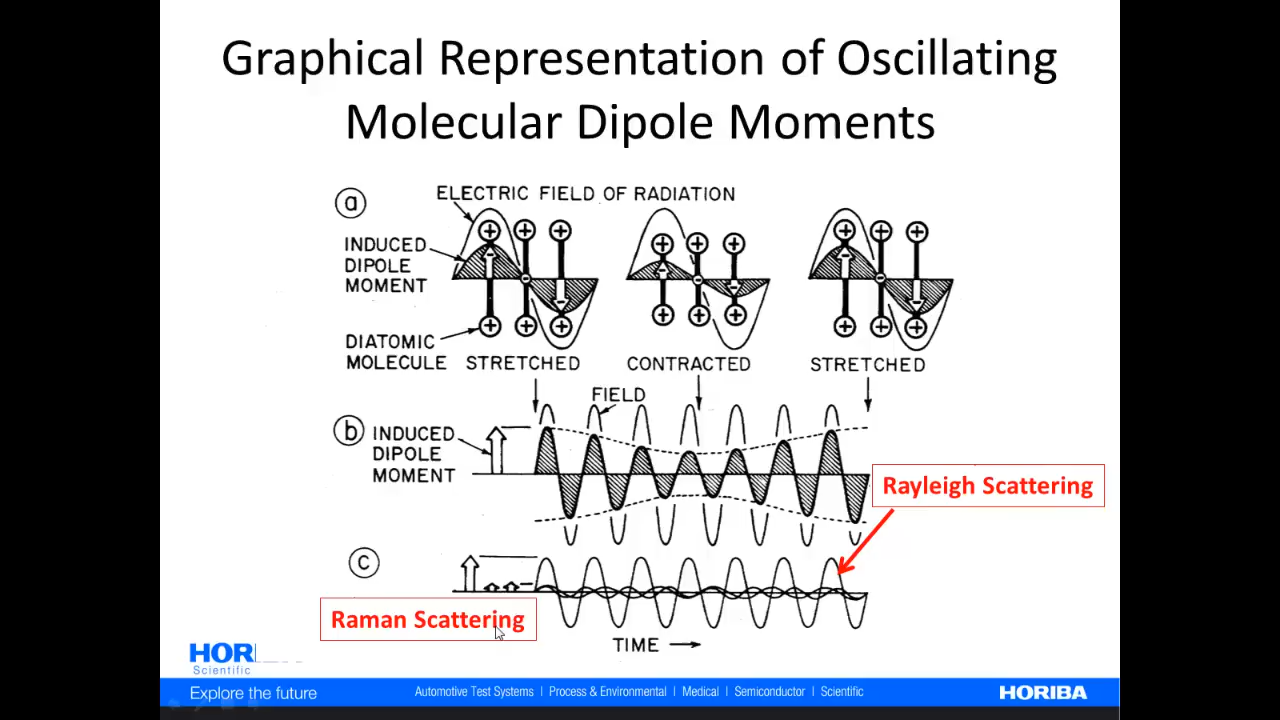 Graphical Representation of Oscillating
Molecular Dipole Moments
a
ELECTRIC FIELD OF RADIATION
INDUCED
DIPOLE
MOMENT
DIATOMIC
MOLECULE
STRETCHED
CONTRACTED
STRETCHED
FIELD
b
INDUCED
DIPOLE
MOMENT
Rayleigh Scattering
c
Raman Scattering
TIME
HOR
Scientific
Explore the future
Automotive Test Systems | Process & Environmental | Medical | Semiconductor | Scientific
HORIBA